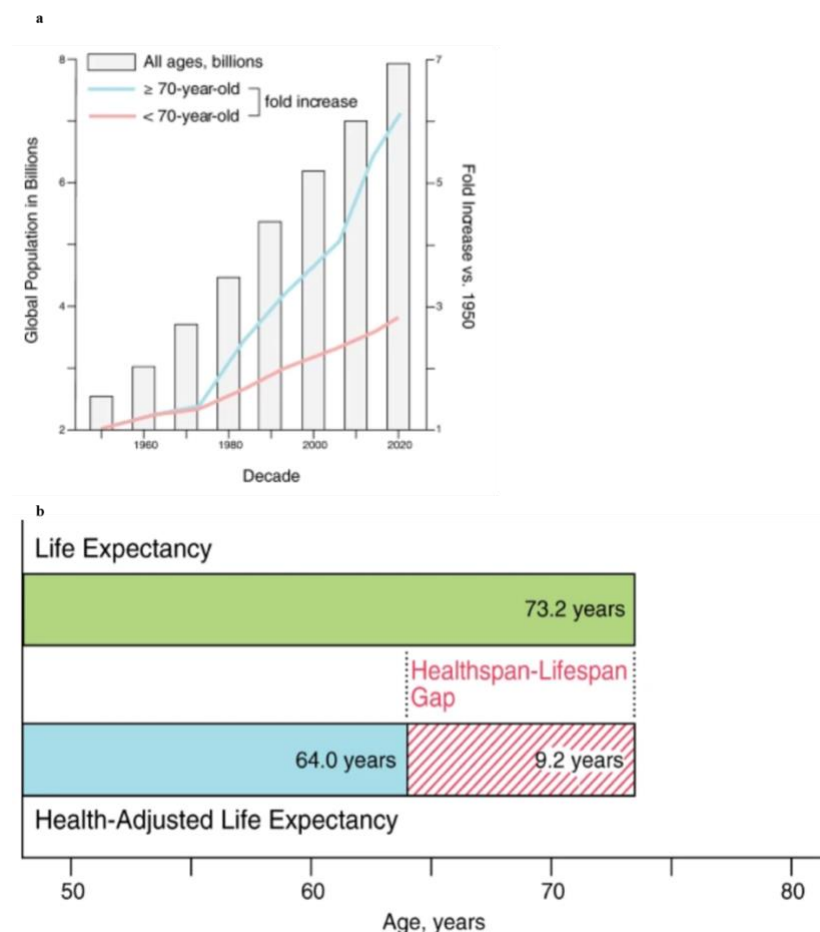 a
All ages, billions
≥ 70-year-old
< 70-year-old
fold increase
Global Population in Billions
8
6
4
2
7
5
3
1
Fold Increase vs. 1950
1960 1980 2000 2020
Decade
b
Life Expectancy
73.2 years
Healthspan-Lifespan
Gap
64.0 years
9.2 years
Health-Adjusted Life Expectancy
50 60 70 80
Age, years